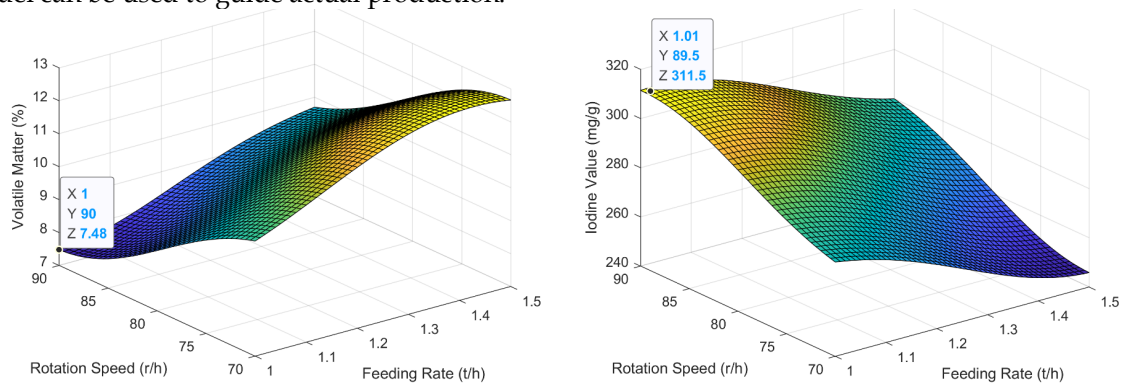 del can be used to guide actual production.
13
12
11
10
9
8
7
Volatile Matter (%)
X 1
Y 90
Z 7.48
90
85
80
75
70
Rotation Speed (r/h)
1
1.1
1.2
1.3
1.4
1.5
Feeding Rate (t/h)
X 1.01
Y 89.5
Z 311.5
320
300
280
260
240
Iodine Value (mg/g)
90
85
80
75
70
Rotation Speed (r/h)
1
1.1
1.2
1.3
1.4
1.5
Feeding Rate (t/h)